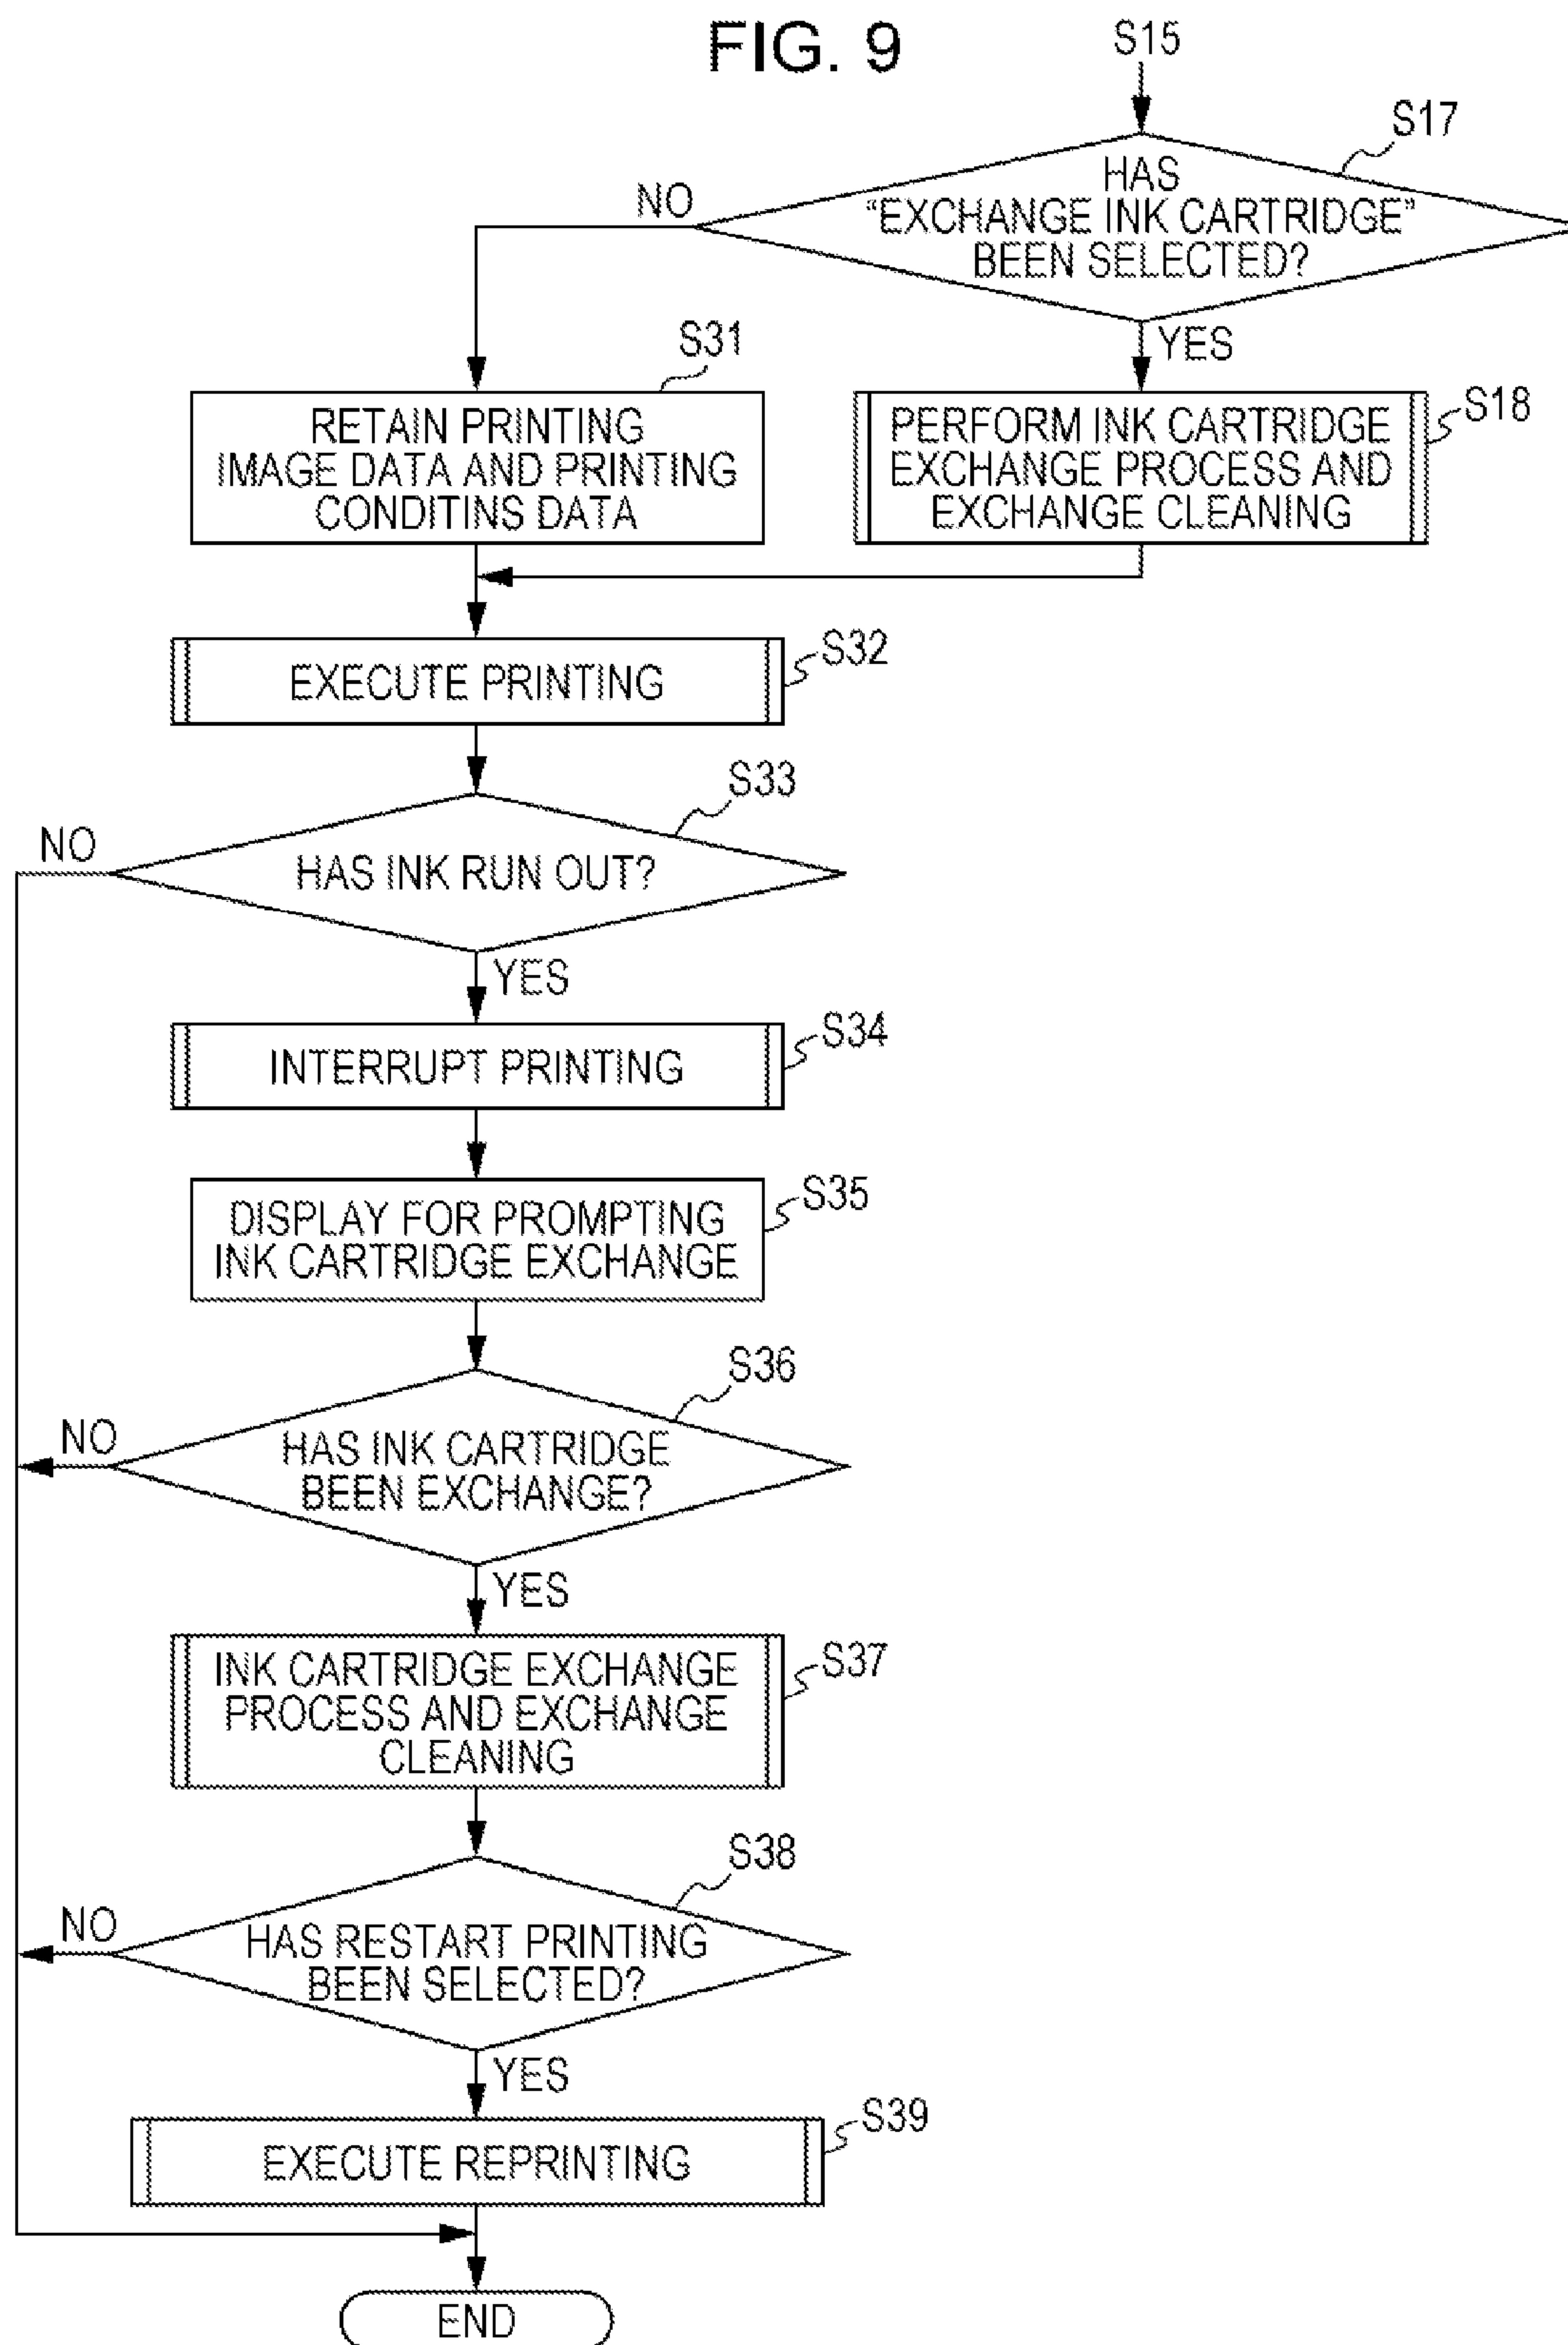 FIG. 9
S15
S17
HAS
“EXCHANGE INK CARTRIDGE”
BEEN SELECTED?
NO
YES
S31
RETAIN PRINTING
IMAGE DATA AND PRINTING
CONDITINS DATA
S18
PERFORM INK CARTRIDGE
EXCHANGE PROCESS AND
EXCHANGE CLEANING
S32
EXECUTE PRINTING
S33
NO
HAS INK RUN OUT?
YES
S34
INTERRUPT PRINTING
S35
DISPLAY FOR PROMPTING
INK CARTRIDGE EXCHANGE
S36
NO
HAS INK CARTRIDGE
BEEN EXCHANGE?
YES
S37
INK CARTRIDGE EXCHANGE
PROCESS AND EXCHANGE
CLEANING
S38
NO
HAS RESTART PRINTING
BEEN SELECTED?
YES
S39
EXECUTE REPRINTING
END